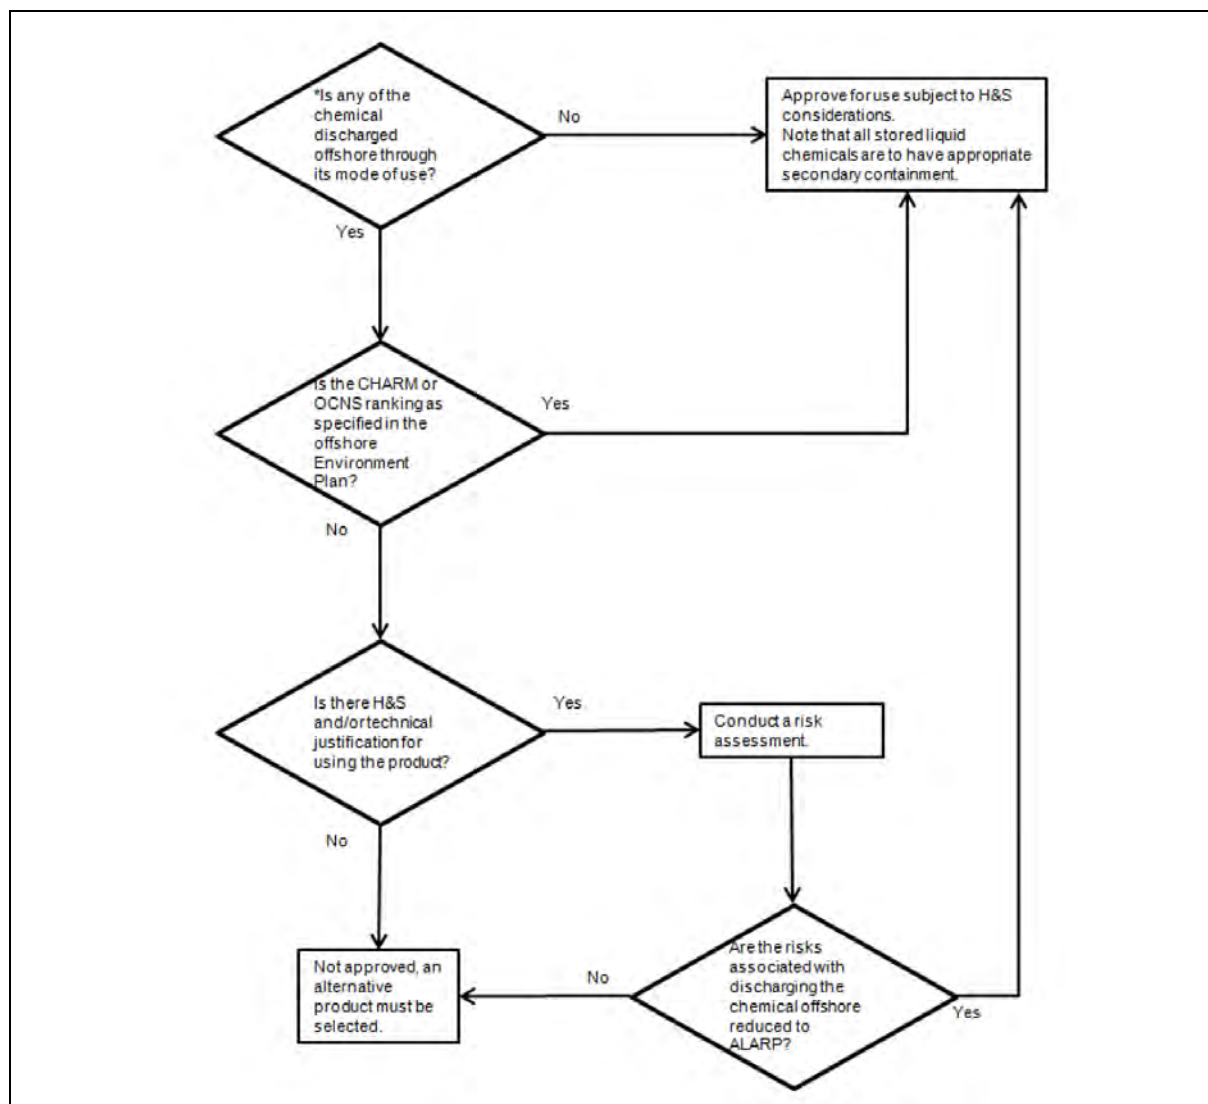 *Is any of the
chemical
discharged
offshore through
its mode of use?
No
Approve for use subject to H&S
considerations.
Note that all stored liquid
chemicals are to have appropriate
secondary containment.
Yes
Is the CHARM or
OCNS ranking as
specified in the
offshore
Environment
Plan?
Yes
No
Is there H&S
and/or technical
justification for
using the product?
Yes
Conduct a risk
assessment.
No
Not approved, an
alternative
product must be
selected.
No
Are the risks
associated with
discharging the
chemical offshore
reduced to
ALARP?
Yes